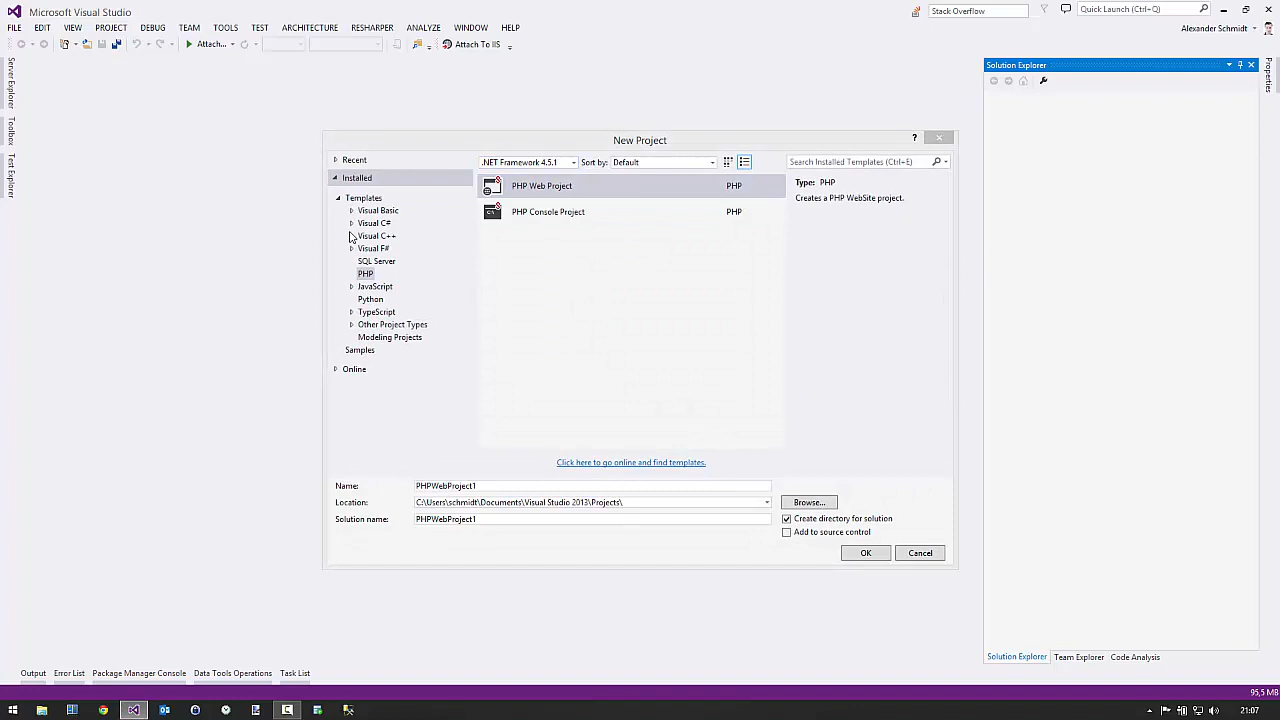 Microsoft Visual Studio
Stack Overflow
Quick Launch (Ctrl+Q)
FILE EDIT VIEW PROJECT DEBUG TEAM TOOLS TEST ARCHITECTURE RESHARPER ANALYZE WINDOW HELP
Alexander Schmidt
Attach...
Attach To IIS
Server Explorer
Toolbox
Test Explorer
Solution Explorer
Properties
New Project
?
Recent
.NET Framework 4.5.1
Sort by: Default
Search Installed Templates (Ctrl+E)
Installed
Templates
Visual Basic
Visual C#
Visual C++
Visual F#
SQL Server
PHP
JavaScript
Python
TypeScript
Other Project Types
Modeling Projects
Samples
Online
PHP Web Project PHP
PHP Console Project PHP
Type: PHP
Creates a PHP WebSite project.
Click here to go online and find templates.
Name: PHPWebProject1
Location: C:\Users\schmidt\Documents\Visual Studio 2013\Projects\
Browse...
Solution name: PHPWebProject1
Create directory for solution
Add to source control
OK Cancel
Solution Explorer Team Explorer Code Analysis
Output Error List Package Manager Console Data Tools Operations Task List
95,5 MB
21:07